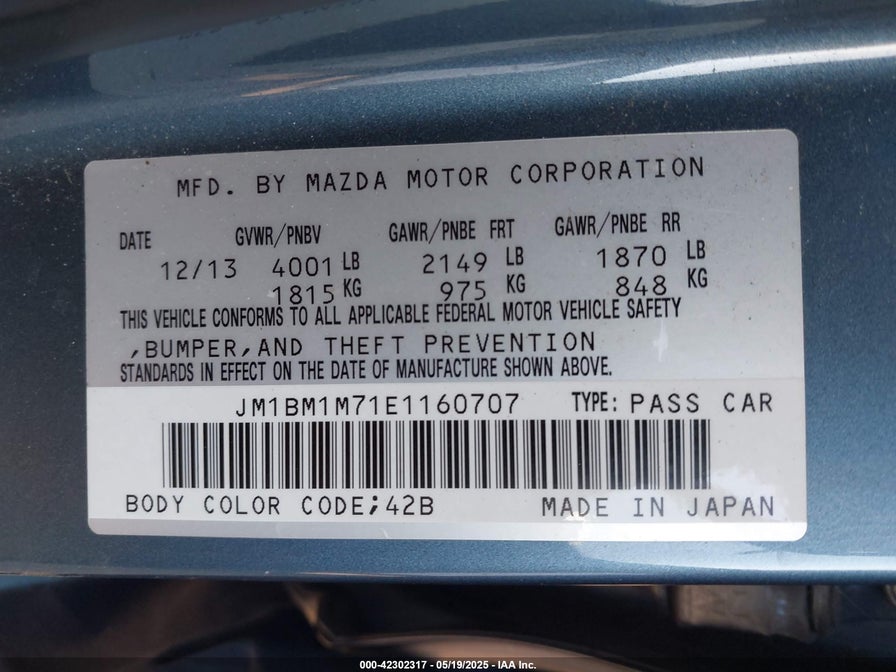 MFD. BY MAZDA MOTOR CORPORATION
DATE GVWR/PNBV GAWR/PNBE FRT GAWR/PNBE RR
12/13 4001 LB 2149 LB 1870 LB
1815 KG 975 KG 848 KG
THIS VEHICLE CONFORMS TO ALL APPLICABLE FEDERAL MOTOR VEHICLE SAFETY
,BUMPER,AND THEFT PREVENTION
STANDARDS IN EFFECT ON THE DATE OF MANUFACTURE SHOWN ABOVE.
JM1BM1M71E1160707 TYPE: PASS CAR
BODY COLOR CODE;42B MADE IN JAPAN
000-42302317 - 05/19/2025 - IAA Inc.